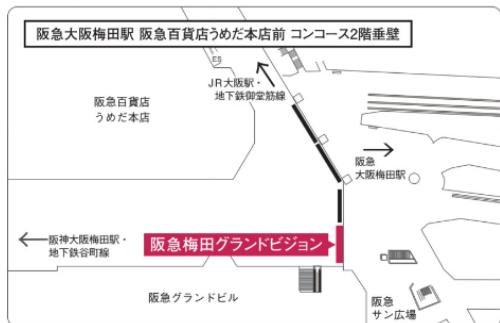 阪急大阪梅田駅 阪急百貨店うめだ本店前 コンコース2階垂壁
ES
JR大阪駅・
地下鉄御堂筋線
阪急百貨店
うめだ本店
阪急
大阪梅田駅
阪神大阪梅田駅・
地下鉄谷町線
阪急梅田グランドビジョン
阪急グランドビル
阪急
サン広場